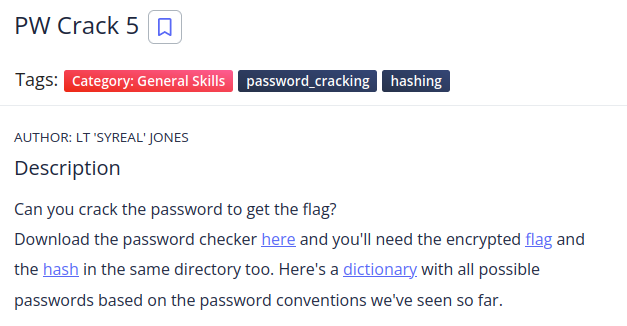 PW Crack 5
Tags: Category: General Skills password_cracking hashing
AUTHOR: LT 'SYREAL' JONES
Description
Can you crack the password to get the flag?
Download the password checker here and you'll need the encrypted flag and
the hash in the same directory too. Here's a dictionary with all possible
passwords based on the password conventions we've seen so far.